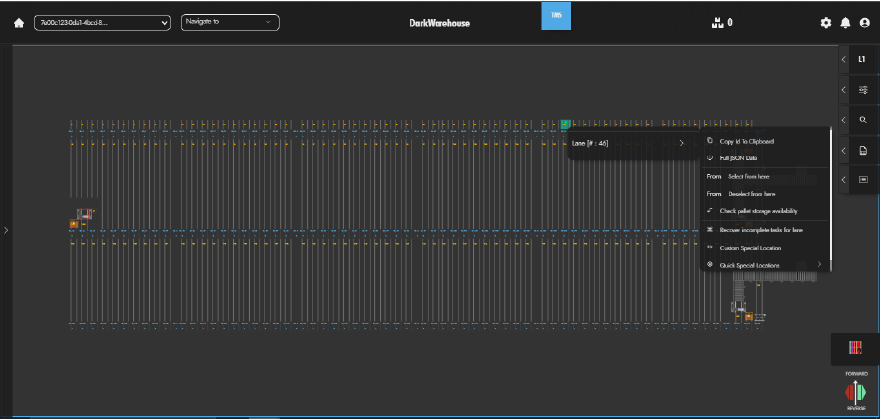 7a00c123-0da1-4bcd-8...
Navigate to
DarkWarehouse
TMS
0
L1
Lane [# : 46]
Copy Id To Clipboard
Full JSON Data
From Select from here
From Deselect from here
Check pallet storage availability
Recover incomplete tasks for lane
Custom Special Location
Quick Special Locations
FORWARD
REVERSE